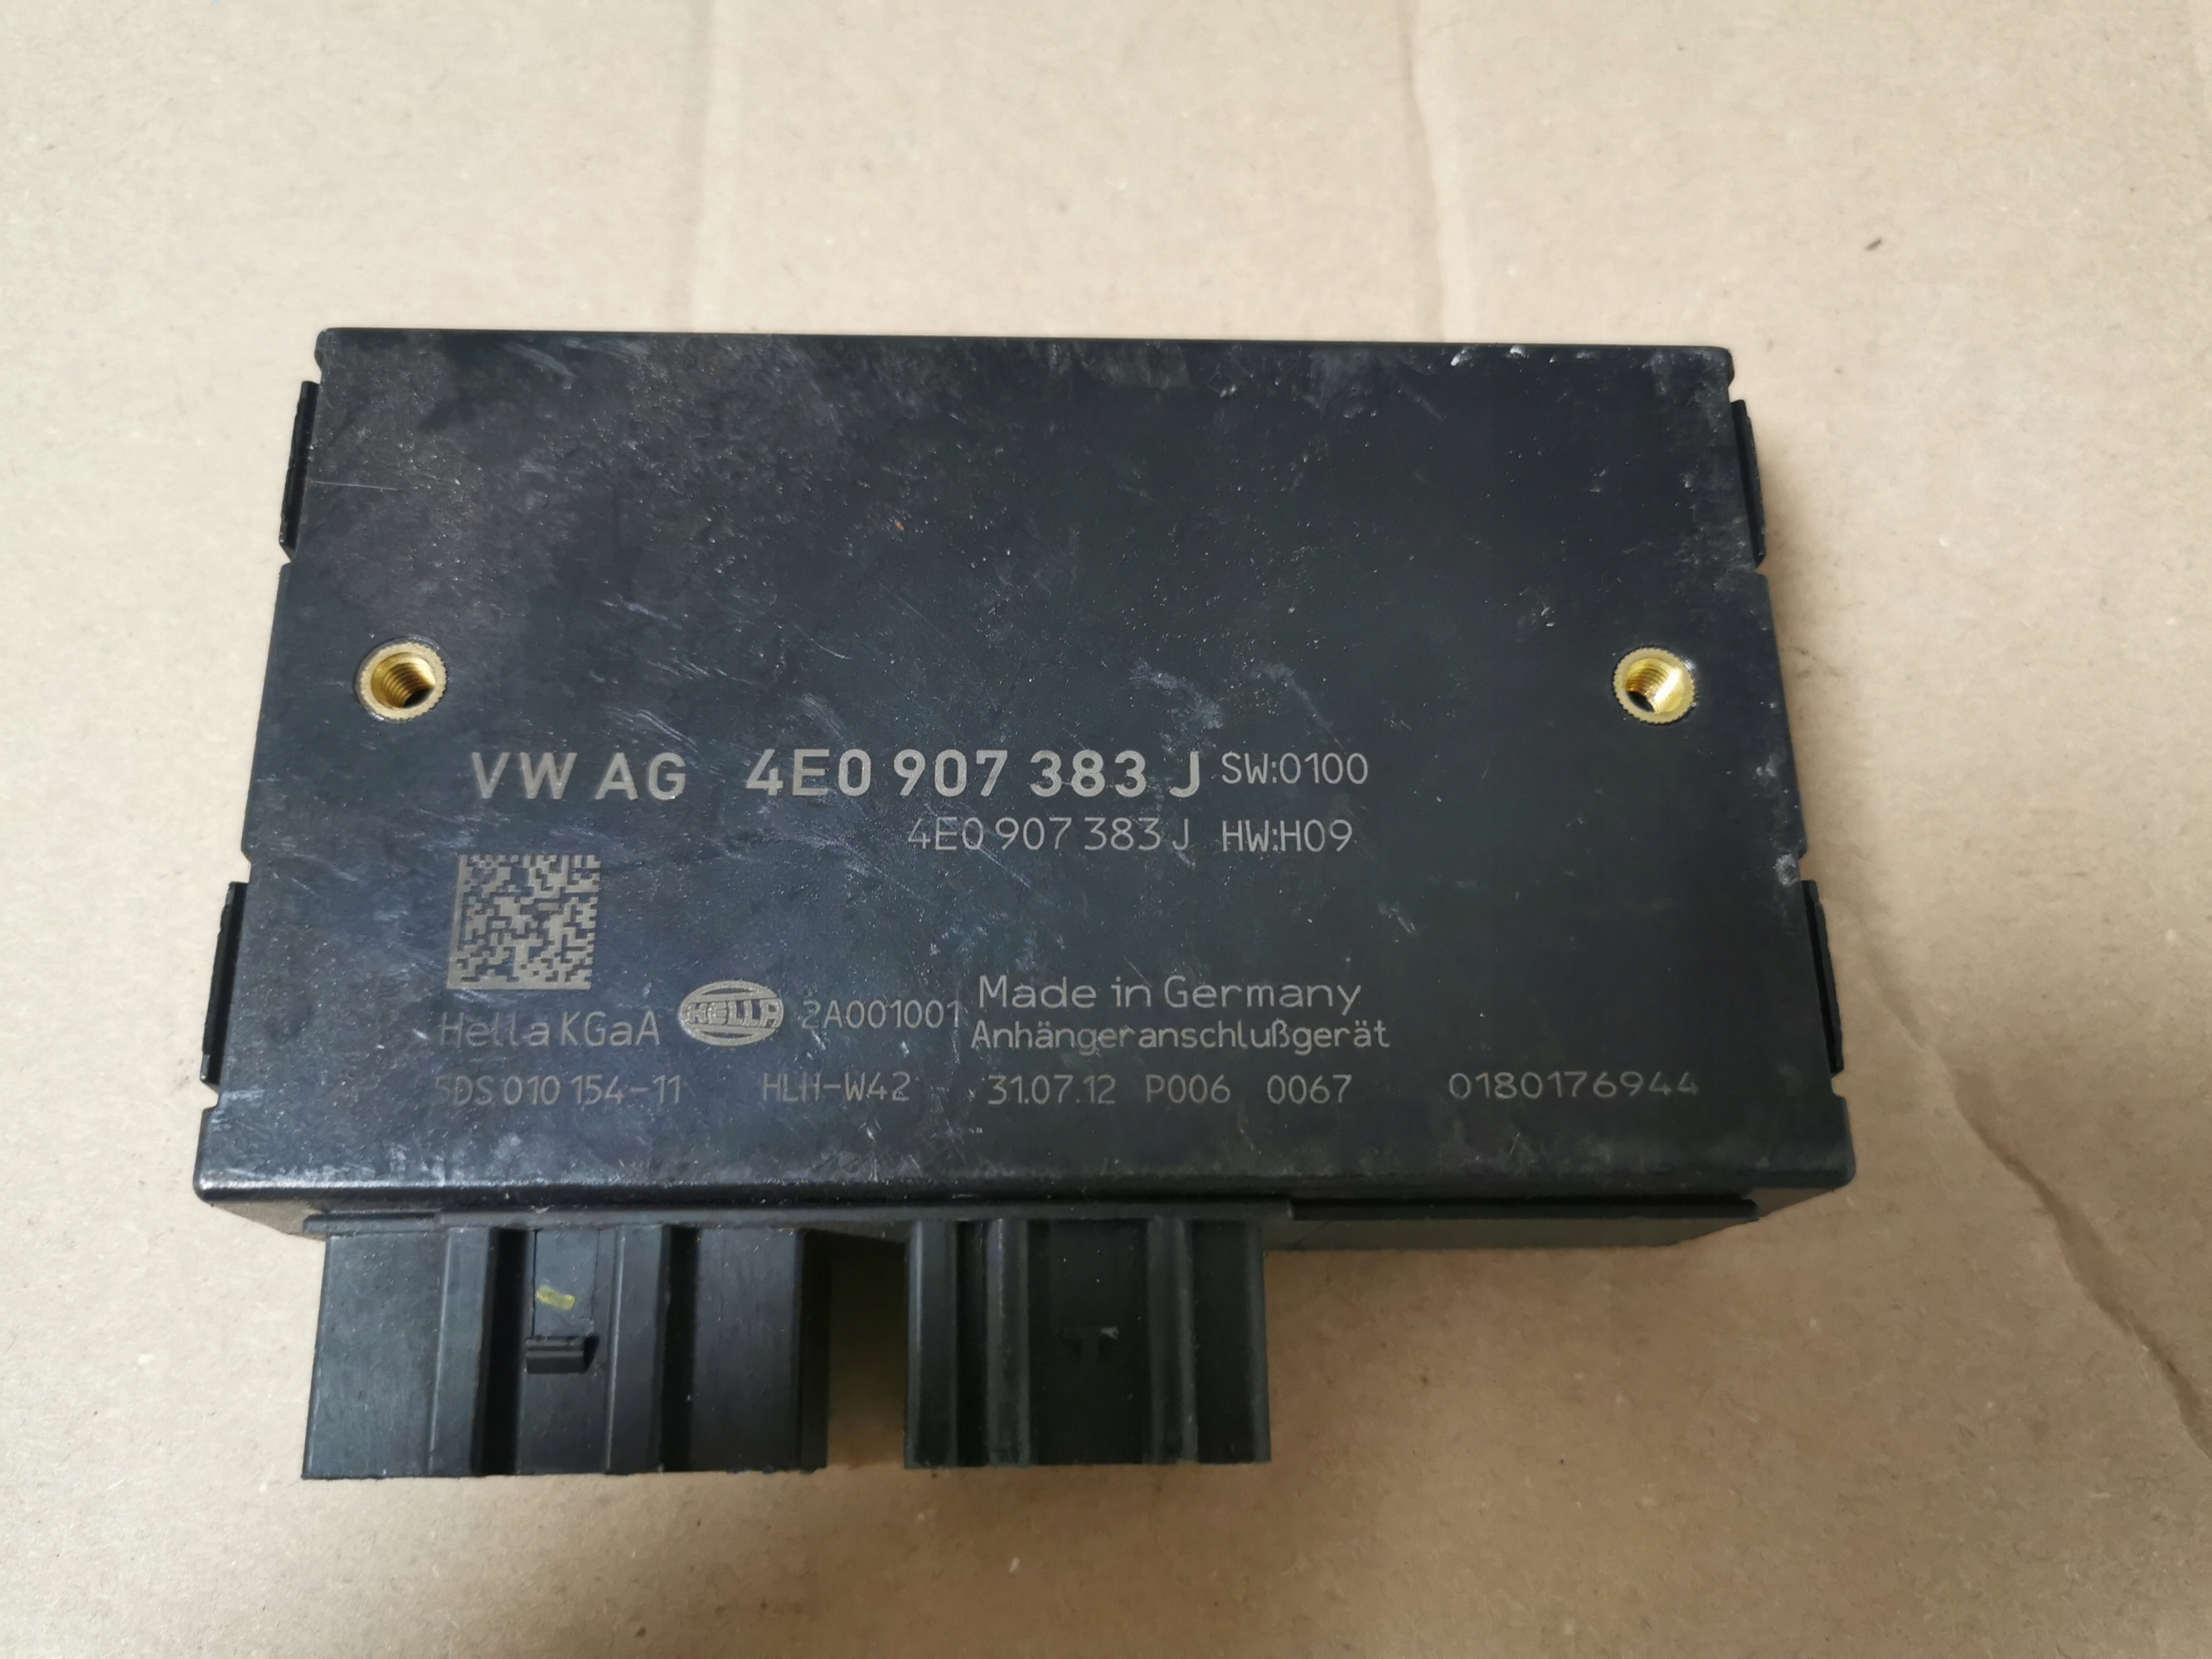 VW AG 4E0 907 383 J SW:0100
4E0 907 383 J HW:H09
Hella KGaA HELLA 2A001001 Made in Germany
Anhängeranschlußgerät
5DS 010 154-11 HLH-W42 31.07.12 P006 0067 0180176944